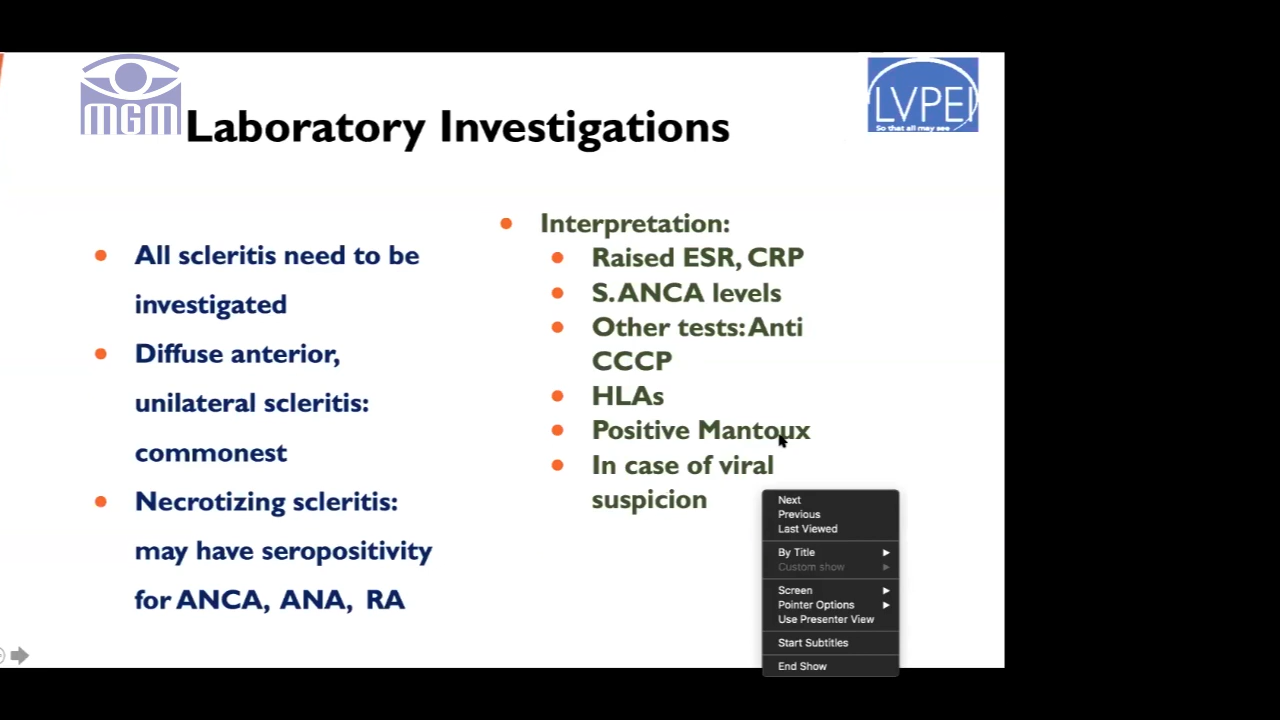 MGM
LVPEI
So that all may see
Laboratory Investigations
All scleritis need to be
investigated
Diffuse anterior,
unilateral scleritis:
commonest
Necrotizing scleritis:
may have seropositivity
for ANCA, ANA, RA
Interpretation:
Raised ESR, CRP
S. ANCA levels
Other tests: Anti
CCCP
HLAs
Positive Mantoux
In case of viral
suspicion
Next
Previous
Last Viewed
By Title
Custom show
Screen
Pointer Options
Use Presenter View
Start Subtitles
End Show